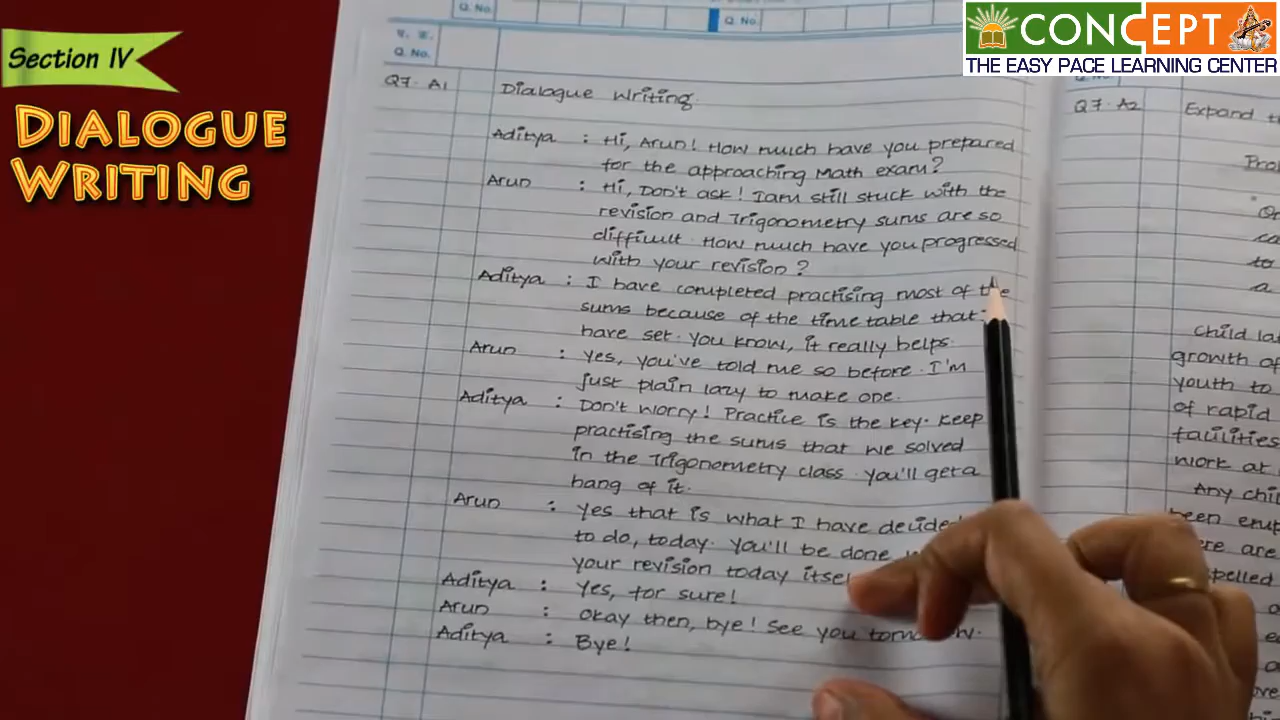 Section IV
DIALOGUE
WRITING
CONCEPT
THE EASY PACE LEARNING CENTER
Q. No.
Q. No.
प्र. क्र.
Q. No.
Q7. A1
Dialogue Writing.
Aditya : Hi, Arun! How much have you prepared
for the approaching Math exam?
Arun : Hi, Don't ask! I am still stuck with the
revision and Trigonometry sums are so
difficult. How much have you progressed
with your revision?
Aditya : I have completed practising most of the
sums because of the time table that
have set. You know, it really helps.
Arun : Yes, you've told me so before. I'm
just plain lazy to make one.
Aditya : Don't worry! Practice is the key. Keep
practising the sums that we solved
in the Trigonometry class. You'll get a
hang of it.
Arun : Yes that is what I have decided
to do, today. You'll be done
your revision today itself
Aditya : Yes, for sure!
Arun : Okay then, bye! See you tomorrow.
Aditya : Bye!
Q7. A2
Expand
Child
growth of
youth to
of rapid
facilities
work at
Any
been
are